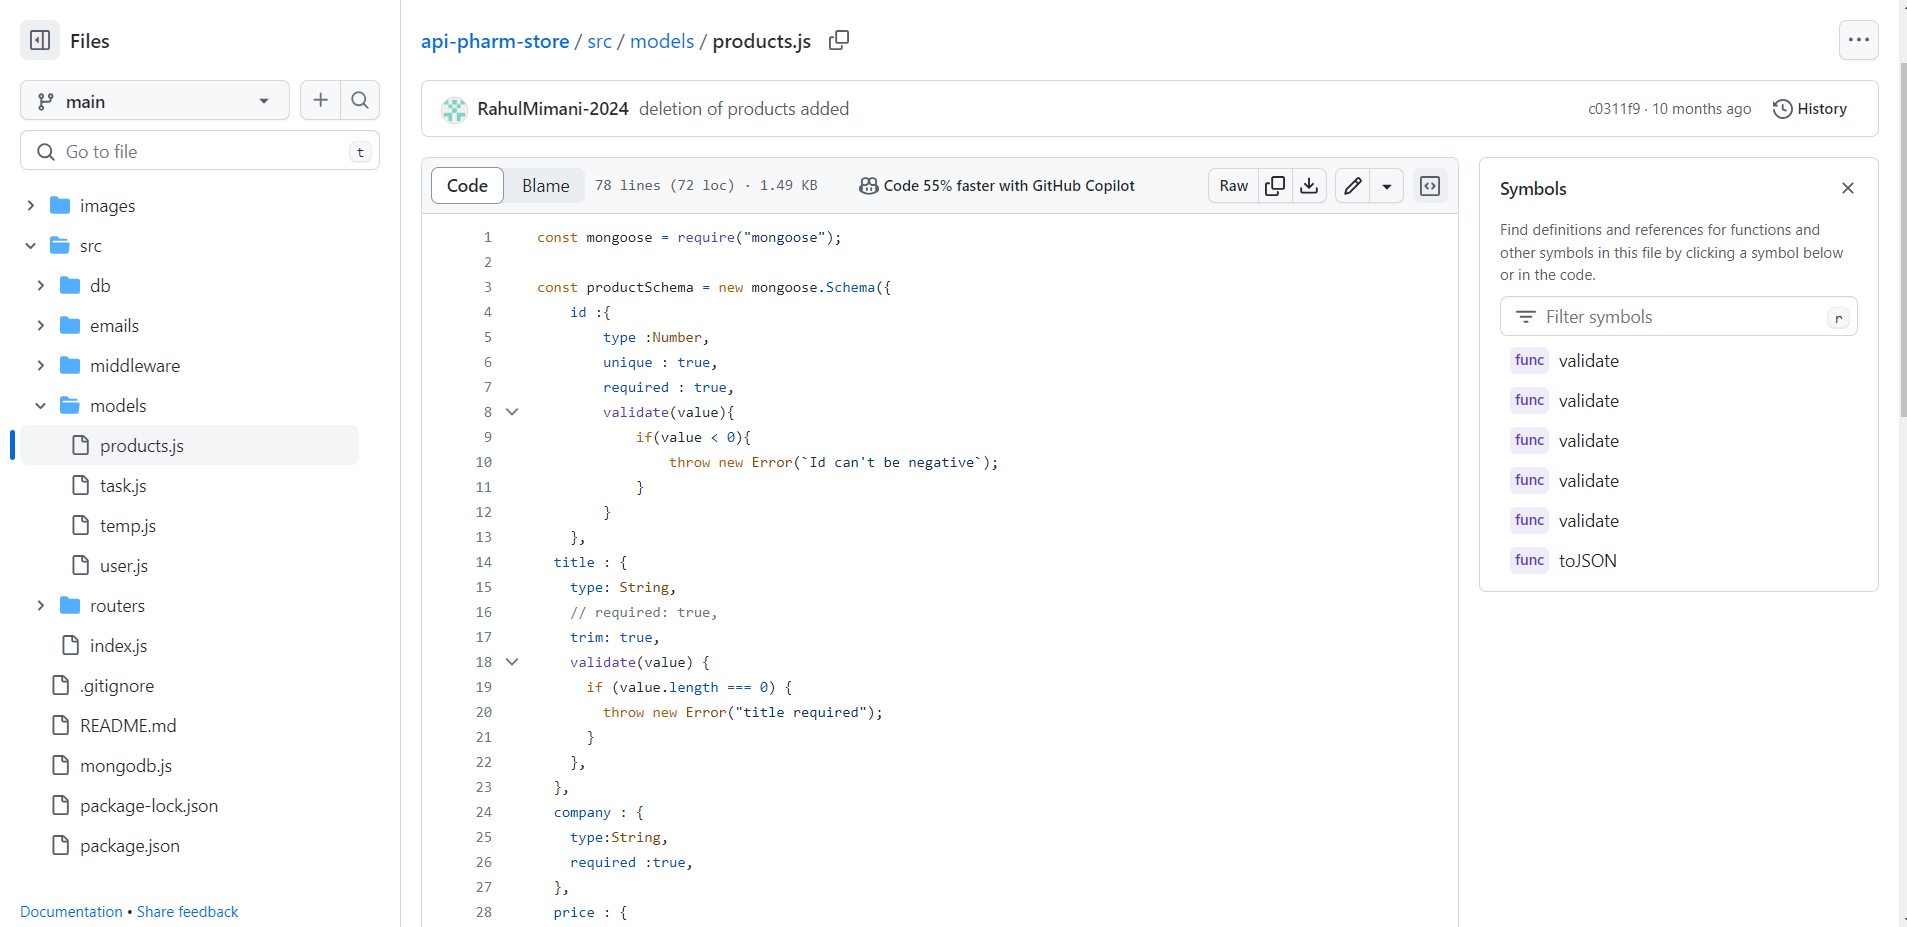 Files
main
Go to file
t
images
src
db
emails
middleware
models
products.js
task.js
temp.js
user.js
routers
index.js
.gitignore
README.md
mongodb.js
package-lock.json
package.json
Documentation • Share feedback
api-pharm-store / src / models / products.js
RahulMimani-2024 deletion of products added
c0311f9 · 10 months ago
History
Code
Blame
78 lines (72 loc) · 1.49 KB
Code 55% faster with GitHub Copilot
Raw
1 const mongoose = require("mongoose");
2
3 const productSchema = new mongoose.Schema({
4 id :{
5 type :Number,
6 unique : true,
7 required : true,
8 validate(value){
9 if(value < 0){
10 throw new Error(`Id can't be negative`);
11 }
12 }
13 },
14 title : {
15 type: String,
16 // required: true,
17 trim: true,
18 validate(value) {
19 if (value.length === 0) {
20 throw new Error("title required");
21 }
22 },
23 },
24 company : {
25 type:String,
26 required :true,
27 },
28 price : {
Symbols
Find definitions and references for functions and
other symbols in this file by clicking a symbol below
or in the code.
Filter symbols
r
func validate
func validate
func validate
func validate
func validate
func toJSON